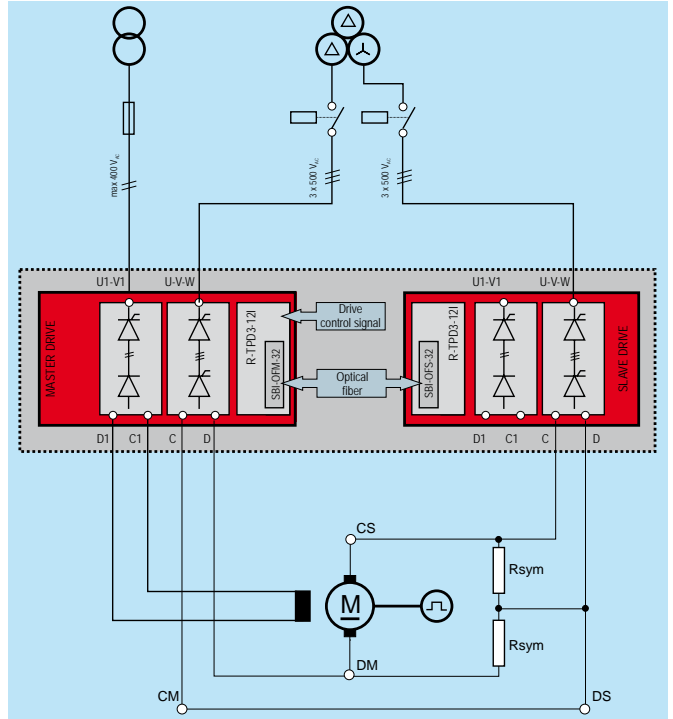 max 400 VAC
3 x 500 VAC
3 x 500 VAC
U1-V1
U-V-W
U1-V1
U-V-W
MASTER DRIVE
R-TPD3-12I
SBI-OFM-32
Drive
control signal
Optical
fiber
SBI-OFS-32
R-TPD3-12I
SLAVE DRIVE
D1
C1
C
D
D1
C1
C
D
CS
Rsym
M
Rsym
DM
CM
DS